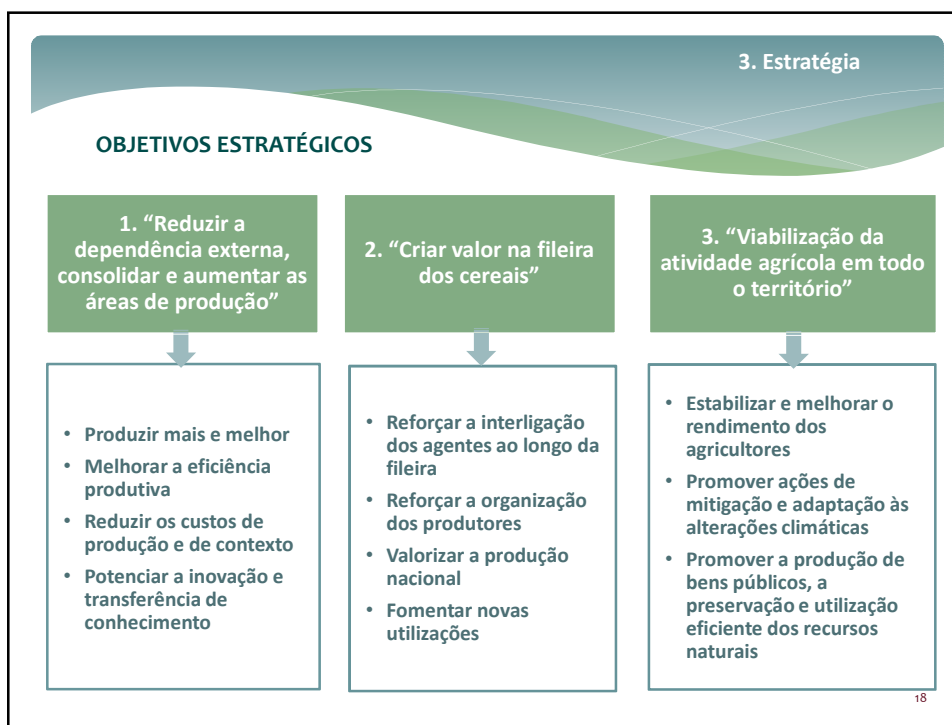 3. Estratégia
OBJETIVOS ESTRATÉGICOS
1. “Reduzir a
dependência externa,
consolidar e aumentar as
áreas de produção”
• Produzir mais e melhor
• Melhorar a eficiência
produtiva
• Reduzir os custos de
produção e de contexto
• Potenciar a inovação e
transferência de
conhecimento
2. “Criar valor na fileira
dos cereais”
• Reforçar a interligação
dos agentes ao longo da
fileira
• Reforçar a organização
dos produtores
• Valorizar a produção
nacional
• Fomentar novas
utilizações
3. “Viabilização da
atividade agrícola em todo
o território”
• Estabilizar e melhorar o
rendimento dos
agricultores
• Promover ações de
mitigação e adaptação às
alterações climáticas
• Promover a produção de
bens públicos, a
preservação e utilização
eficiente dos recursos
naturais
18